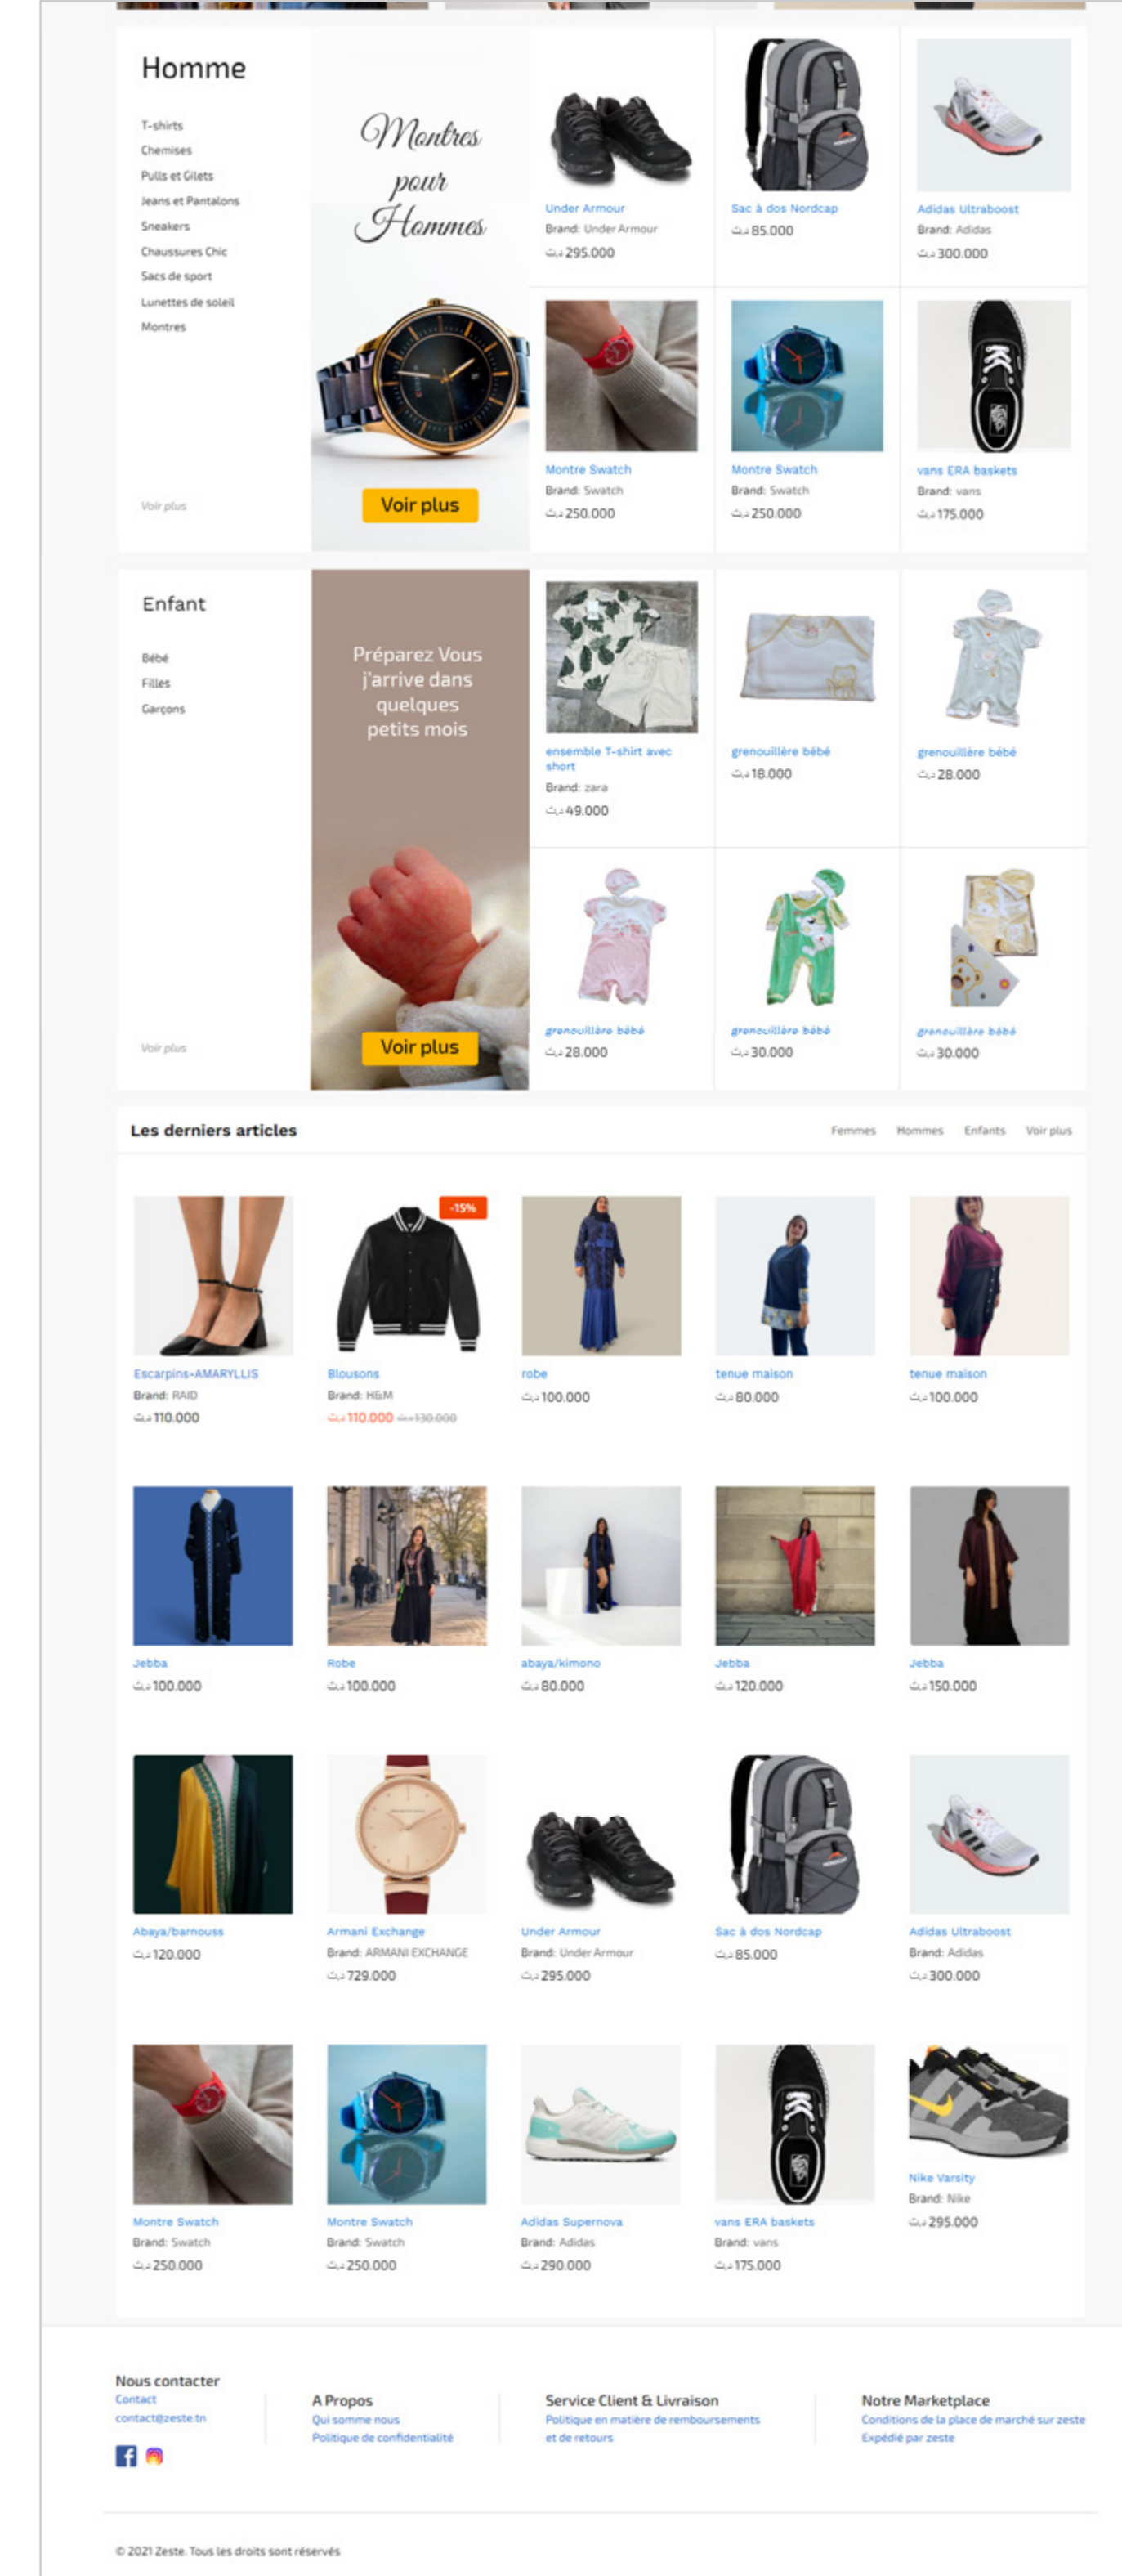 Homme
T-shirts
Chemises
Pulls et Gilets
Jeans et Pantalons
Sneakers
Chaussures Chic
Sacs de sport
Lunettes de soleil
Montres
Voir plus
Montres
pour
Hommes
Voir plus
Under Armour
Brand: Under Armour
د.ت 295.000
Sac à dos Nordcap
د.ت 85.000
Adidas Ultraboost
Brand: Adidas
د.ت 300.000
Montre Swatch
Brand: Swatch
د.ت 250.000
Montre Swatch
Brand: Swatch
د.ت 250.000
vans ERA baskets
Brand: vans
د.ت 175.000
Enfant
Bébé
Filles
Garçons
Voir plus
Préparez Vous
j'arrive dans
quelques
petits mois
Voir plus
ensemble T-shirt avec
short
Brand: zara
د.ت 49.000
grenouillère bébé
د.ت 18.000
grenouillère bébé
د.ت 28.000
grenouillère bébé
د.ت 28.000
grenouillère bébé
د.ت 30.000
grenouillère bébé
د.ت 30.000
Les derniers articles
Femmes Hommes Enfants Voir plus
Escarpins-AMARYLLIS
Brand: RAID
د.ت 110.000
-15%
Blousons
Brand: H&M
د.ت 110.000 د.ت 130.000
robe
د.ت 100.000
tenue maison
د.ت 80.000
tenue maison
د.ت 100.000
Jebba
د.ت 100.000
Robe
د.ت 100.000
abaya/kimono
د.ت 80.000
Jebba
د.ت 120.000
Jebba
د.ت 150.000
Abaya/barnouss
د.ت 120.000
Armani Exchange
Brand: ARMANI EXCHANGE
د.ت 729.000
Under Armour
Brand: Under Armour
د.ت 295.000
Sac à dos Nordcap
د.ت 85.000
Adidas Ultraboost
Brand: Adidas
د.ت 300.000
Montre Swatch
Brand: Swatch
د.ت 250.000
Montre Swatch
Brand: Swatch
د.ت 250.000
Adidas Supernova
Brand: Adidas
د.ت 290.000
vans ERA baskets
Brand: vans
د.ت 175.000
Nike Varsity
Brand: Nike
د.ت 295.000
Nous contacter
Contact
contact@zeste.tn
A Propos
Qui somme nous
Politique de confidentialité
Service Client & Livraison
Politique en matière de remboursements
et de retours
Notre Marketplace
Conditions de la place de marché sur zeste
Expédié par zeste
© 2021 Zeste. Tous les droits sont réservés